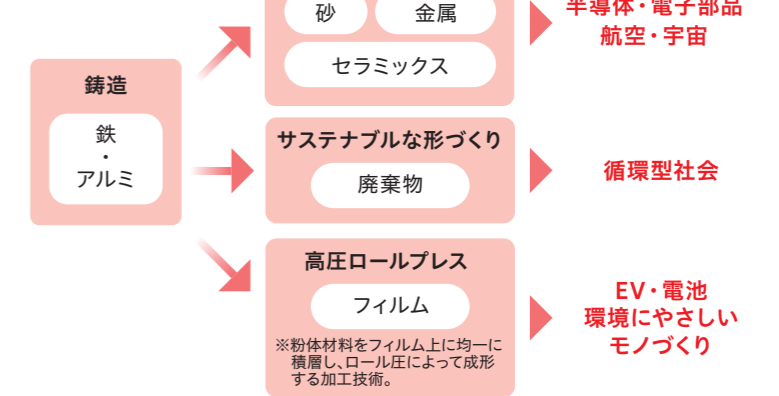 半導体・電子部品
航空・宇宙
砂
金属
セラミックス
鋳造
鉄
・
アルミ
サステナブルな形づくり
廃棄物
循環型社会
高圧ロールプレス
フィルム
※粉体材料をフィルム上に均一に
積層し、ロール圧によって成形
する加工技術。
EV・電池
環境にやさしい
モノづくり